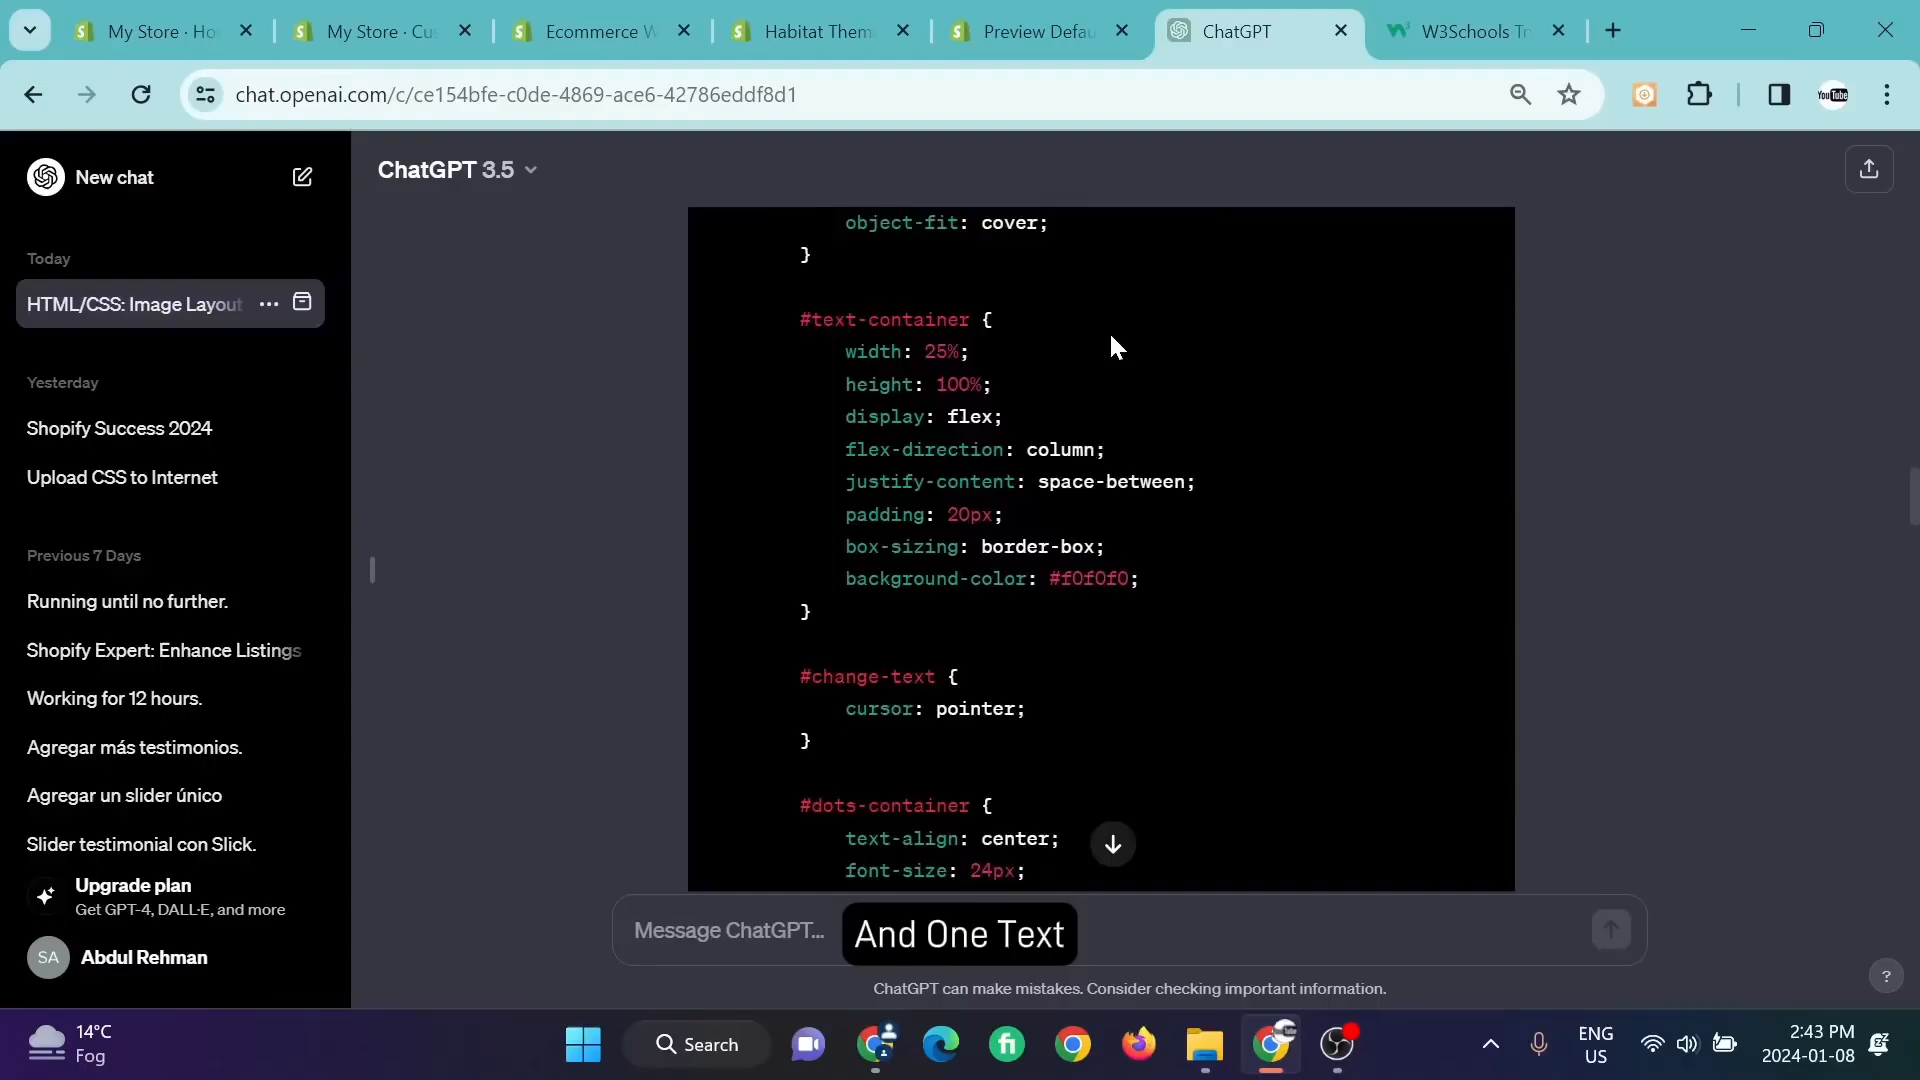 My Store · Ho
My Store · Cus
Ecommerce W
Habitat Them
Preview Defau
ChatGPT
W3Schools Tr
chat.openai.com/c/ce154bfe-c0de-4869-ace6-42786eddf8d1
YouTube
New chat
ChatGPT 3.5
Today
HTML/CSS: Image Layout
Yesterday
Shopify Success 2024
Upload CSS to Internet
Previous 7 Days
Running until no further.
Shopify Expert: Enhance Listings
Working for 12 hours.
Agregar más testimonios.
Agregar un slider único
Slider testimonial con Slick.
Upgrade plan
Get GPT-4, DALL·E, and more
SA
Abdul Rehman
object-fit: cover;
}
#text-container {
width: 25%;
height: 100%;
display: flex;
flex-direction: column;
justify-content: space-between;
padding: 20px;
box-sizing: border-box;
background-color: #f0f0f0;
}
#change-text {
cursor: pointer;
}
#dots-container {
text-align: center;
font-size: 24px;
Message ChatGPT...
And One Text
ChatGPT can make mistakes. Consider checking important information.
?
14°C
Fog
Search
ENG
US
2:43 PM
2024-01-08